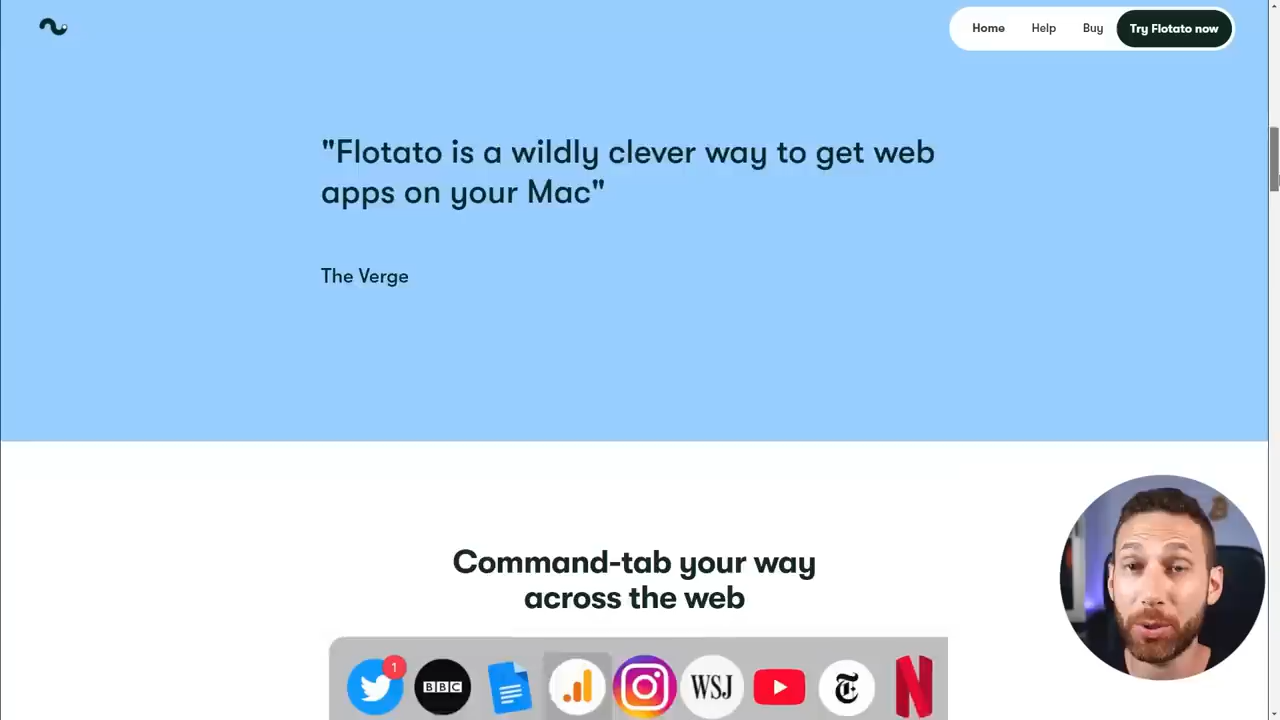 Home Help Buy Try Flotato now
"Flotato is a wildly clever way to get web
apps on your Mac"
The Verge
Command-tab your way
across the web
1
BBC
WSJ